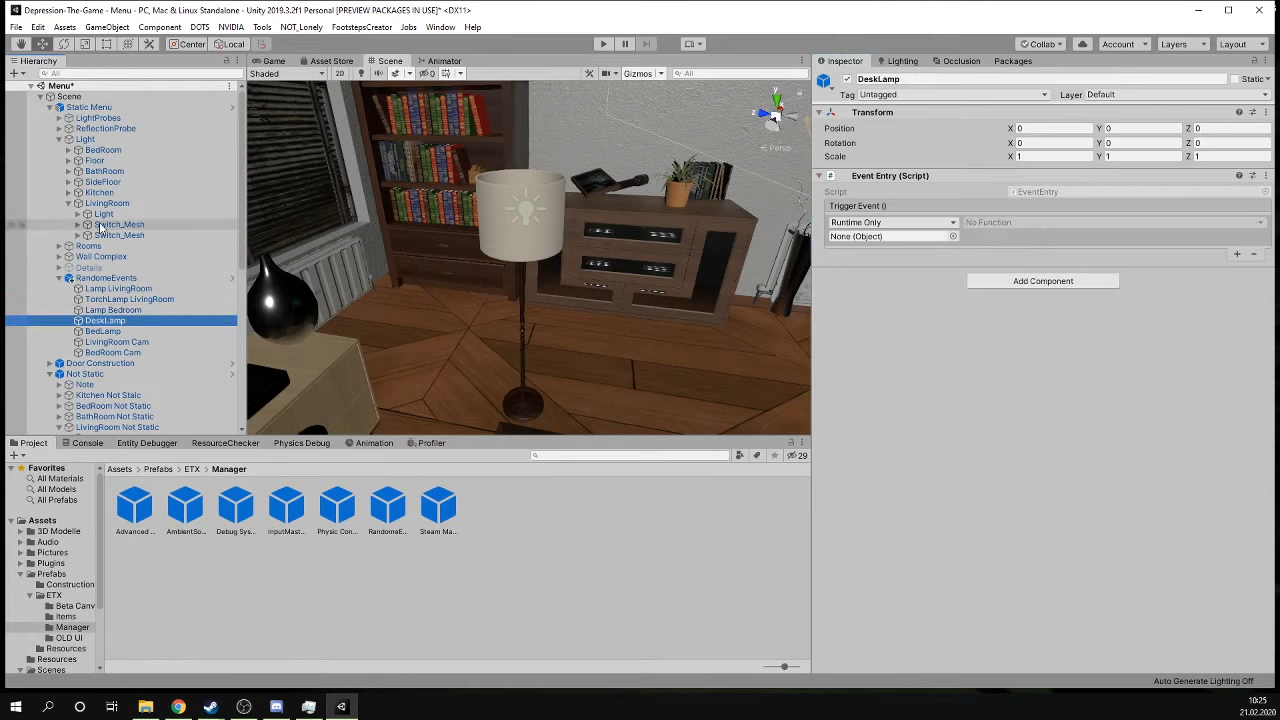 Depression-The-Game - Menu - PC, Mac & Linux Standalone - Unity 2019.3.2f1 Personal [PREVIEW PACKAGES IN USE]* <DX11>
File Edit Assets GameObject Component Services DOTS NVIDIA Tools NOT_Lonely FootstepsCreator Jobs Window Help
Center Local Collab Account Layers Layout
Hierarchy Game Asset Store Scene Animator Inspector Lighting Occlusion Packages
All Shaded 2D 0 Gizmos All DeskLamp Static
Menu* Tag Untagged Layer Default
Scene
Static Menu Transform
LightProbes
ReflectionProbe Position X 0 Y 0 Z 0
Light Rotation X 0 Y 0 Z 0
BedRoom Scale X 1 Y 1 Z 1
Floor
BathRoom Event Entry (Script)
SideFloor
Kitchen Script EventEntry
LivingRoom Trigger Event ()
Light
Switch_Mesh Runtime Only No Function
Switch_Mesh None (Object)
Rooms
Wall Complex
Details
RandomeEvents Add Component
Lamp LivingRoom
TorchLamp LivingRoom
Lamp Bedroom
DeskLamp
BedLamp
LivingRoom Cam
BedRoom Cam
Door Construction
Not Static
Note
Kitchen Not Staic
BedRoom Not Static
BathRoom Not Static
LivingRoom Not Static
y
z
Persp
Project Console Entity Debugger ResourceChecker Physics Debug Animation Profiler
29
Favorites
All Materials
All Models
All Prefabs
Assets
3D Modelle
Audio
Pictures
Plugins
Prefabs
Construction
ETX
Beta Canv
Items
Manager
OLD UI
Resources
Resources
Scenes
Assets > Prefabs > ETX > Manager
Advanced ... AmbientSo... Debug Sys... InputMast... Physic Con... RandomeE... Steam Ma...
Auto Generate Lighting Off
10:25
21.02.2020